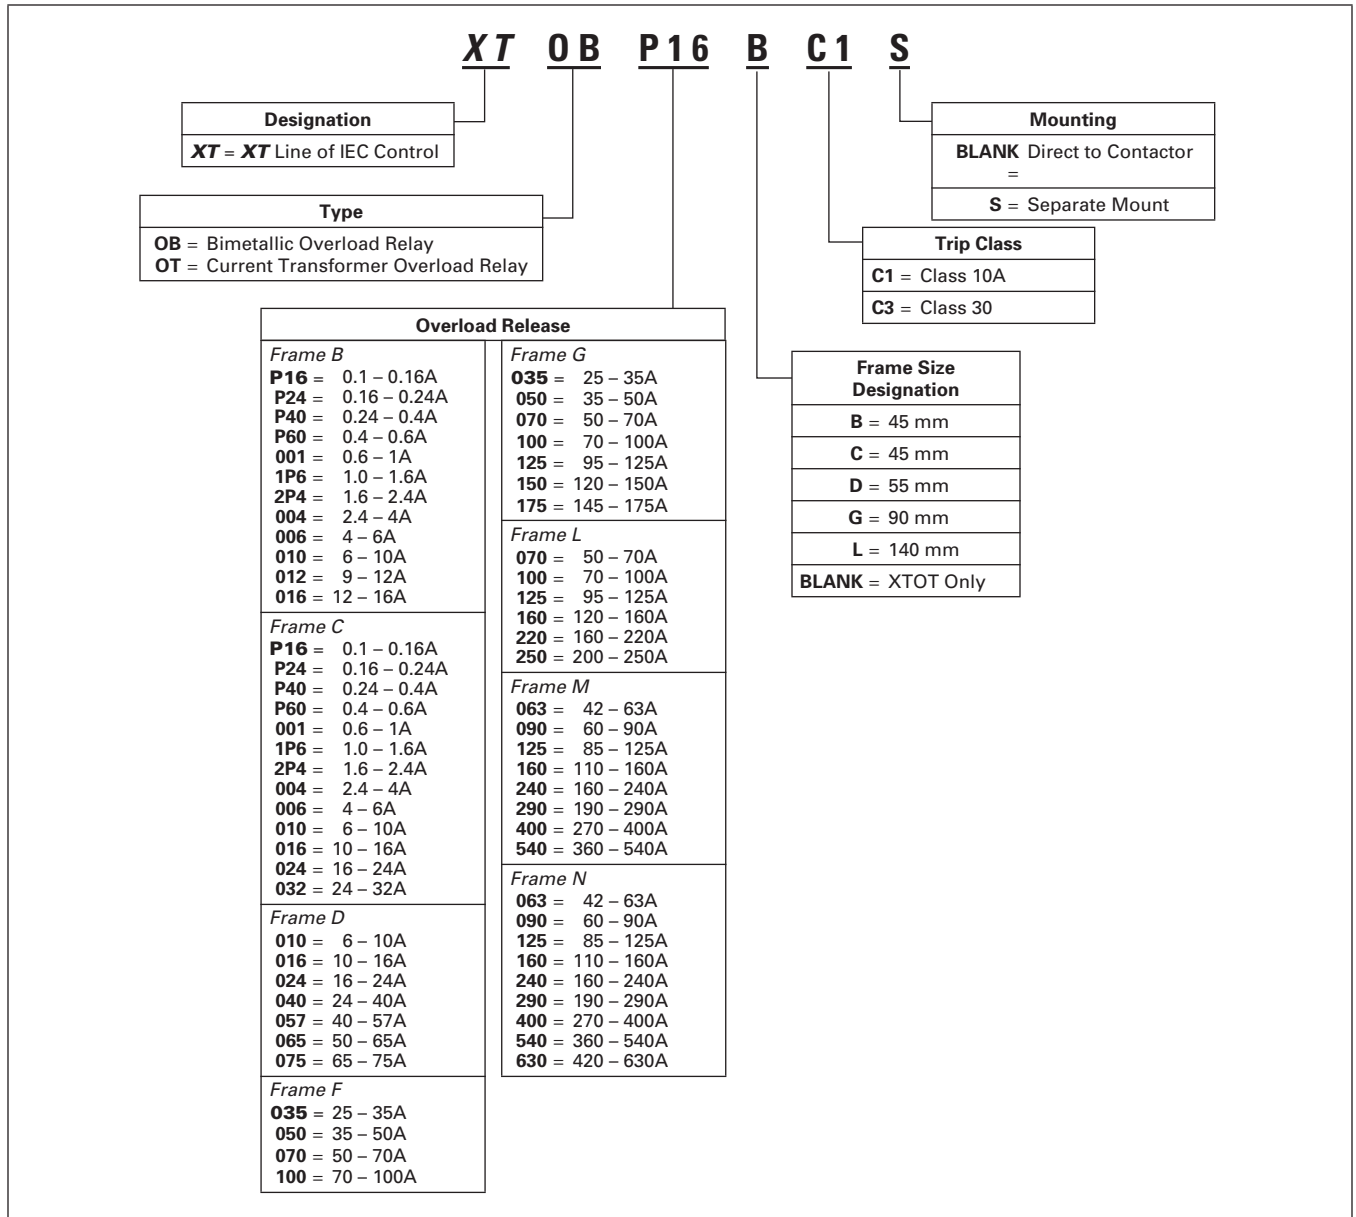 XT OB P16 B C1 S
Designation
XT = XT Line of IEC Control
Type
OB = Bimetallic Overload Relay
OT = Current Transformer Overload Relay
Overload Release
Frame B
P16 = 0.1 – 0.16A
P24 = 0.16 – 0.24A
P40 = 0.24 – 0.4A
P60 = 0.4 – 0.6A
001 = 0.6 – 1A
1P6 = 1.0 – 1.6A
2P4 = 1.6 – 2.4A
004 = 2.4 – 4A
006 = 4 – 6A
010 = 6 – 10A
012 = 9 – 12A
016 = 12 – 16A
Frame C
P16 = 0.1 – 0.16A
P24 = 0.16 – 0.24A
P40 = 0.24 – 0.4A
P60 = 0.4 – 0.6A
001 = 0.6 – 1A
1P6 = 1.0 – 1.6A
2P4 = 1.6 – 2.4A
004 = 2.4 – 4A
006 = 4 – 6A
010 = 6 – 10A
016 = 10 – 16A
024 = 16 – 24A
032 = 24 – 32A
Frame D
010 = 6 – 10A
016 = 10 – 16A
024 = 16 – 24A
040 = 24 – 40A
057 = 40 – 57A
065 = 50 – 65A
075 = 65 – 75A
Frame F
035 = 25 – 35A
050 = 35 – 50A
070 = 50 – 70A
100 = 70 – 100A
Frame G
035 = 25 – 35A
050 = 35 – 50A
070 = 50 – 70A
100 = 70 – 100A
125 = 95 – 125A
150 = 120 – 150A
175 = 145 – 175A
Frame L
070 = 50 – 70A
100 = 70 – 100A
125 = 95 – 125A
160 = 120 – 160A
220 = 160 – 220A
250 = 200 – 250A
Frame M
063 = 42 – 63A
090 = 60 – 90A
125 = 85 – 125A
160 = 110 – 160A
240 = 160 – 240A
290 = 190 – 290A
400 = 270 – 400A
540 = 360 – 540A
Frame N
063 = 42 – 63A
090 = 60 – 90A
125 = 85 – 125A
160 = 110 – 160A
240 = 160 – 240A
290 = 190 – 290A
400 = 270 – 400A
540 = 360 – 540A
630 = 420 – 630A
Frame Size
Designation
B = 45 mm
C = 45 mm
D = 55 mm
G = 90 mm
L = 140 mm
BLANK = XTOT Only
Trip Class
C1 = Class 10A
C3 = Class 30
Mounting
BLANK Direct to Contactor
=
S = Separate Mount